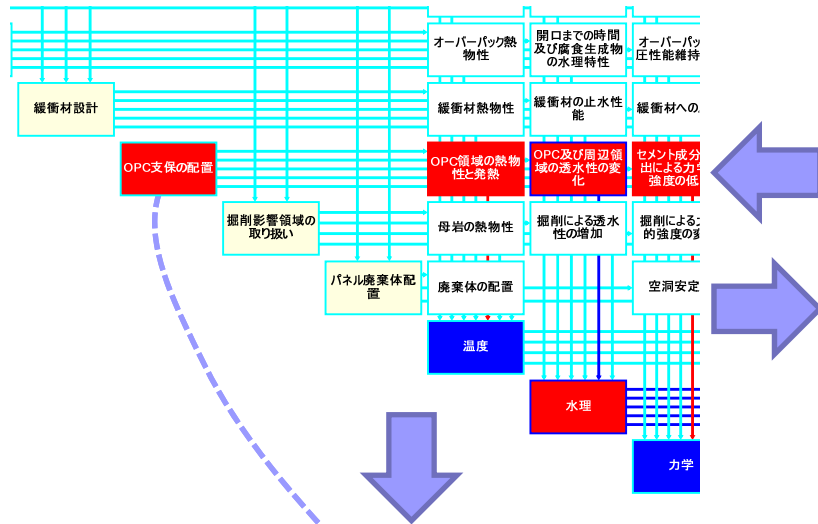 オーバーパック熱
物性
開口までの時間
及び腐食生成物
の水理特性
オーバーパッ
圧性能維持
緩衝材設計
緩衝材熱物性
緩衝材の止水性
能
緩衝材への
OPC支保の配置
OPC領域の熱物
性と発熱
OPC及び周辺領
域の透水性の変
化
セメント成分
出による力学
強度の低
掘削影響領域の
取り扱い
母岩の熱物性
掘削による透水
性の増加
掘削による
的強度の変
パネル廃棄体配
置
廃棄体の配置
空洞安定
温度
水理
力学